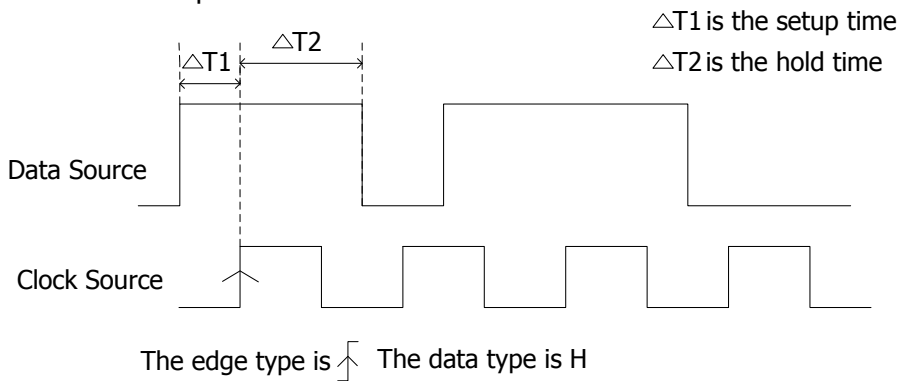 △T1 is the setup time
△T2 is the hold time
△T1
△T2
Data Source
Clock Source
The edge type is
The data type is H